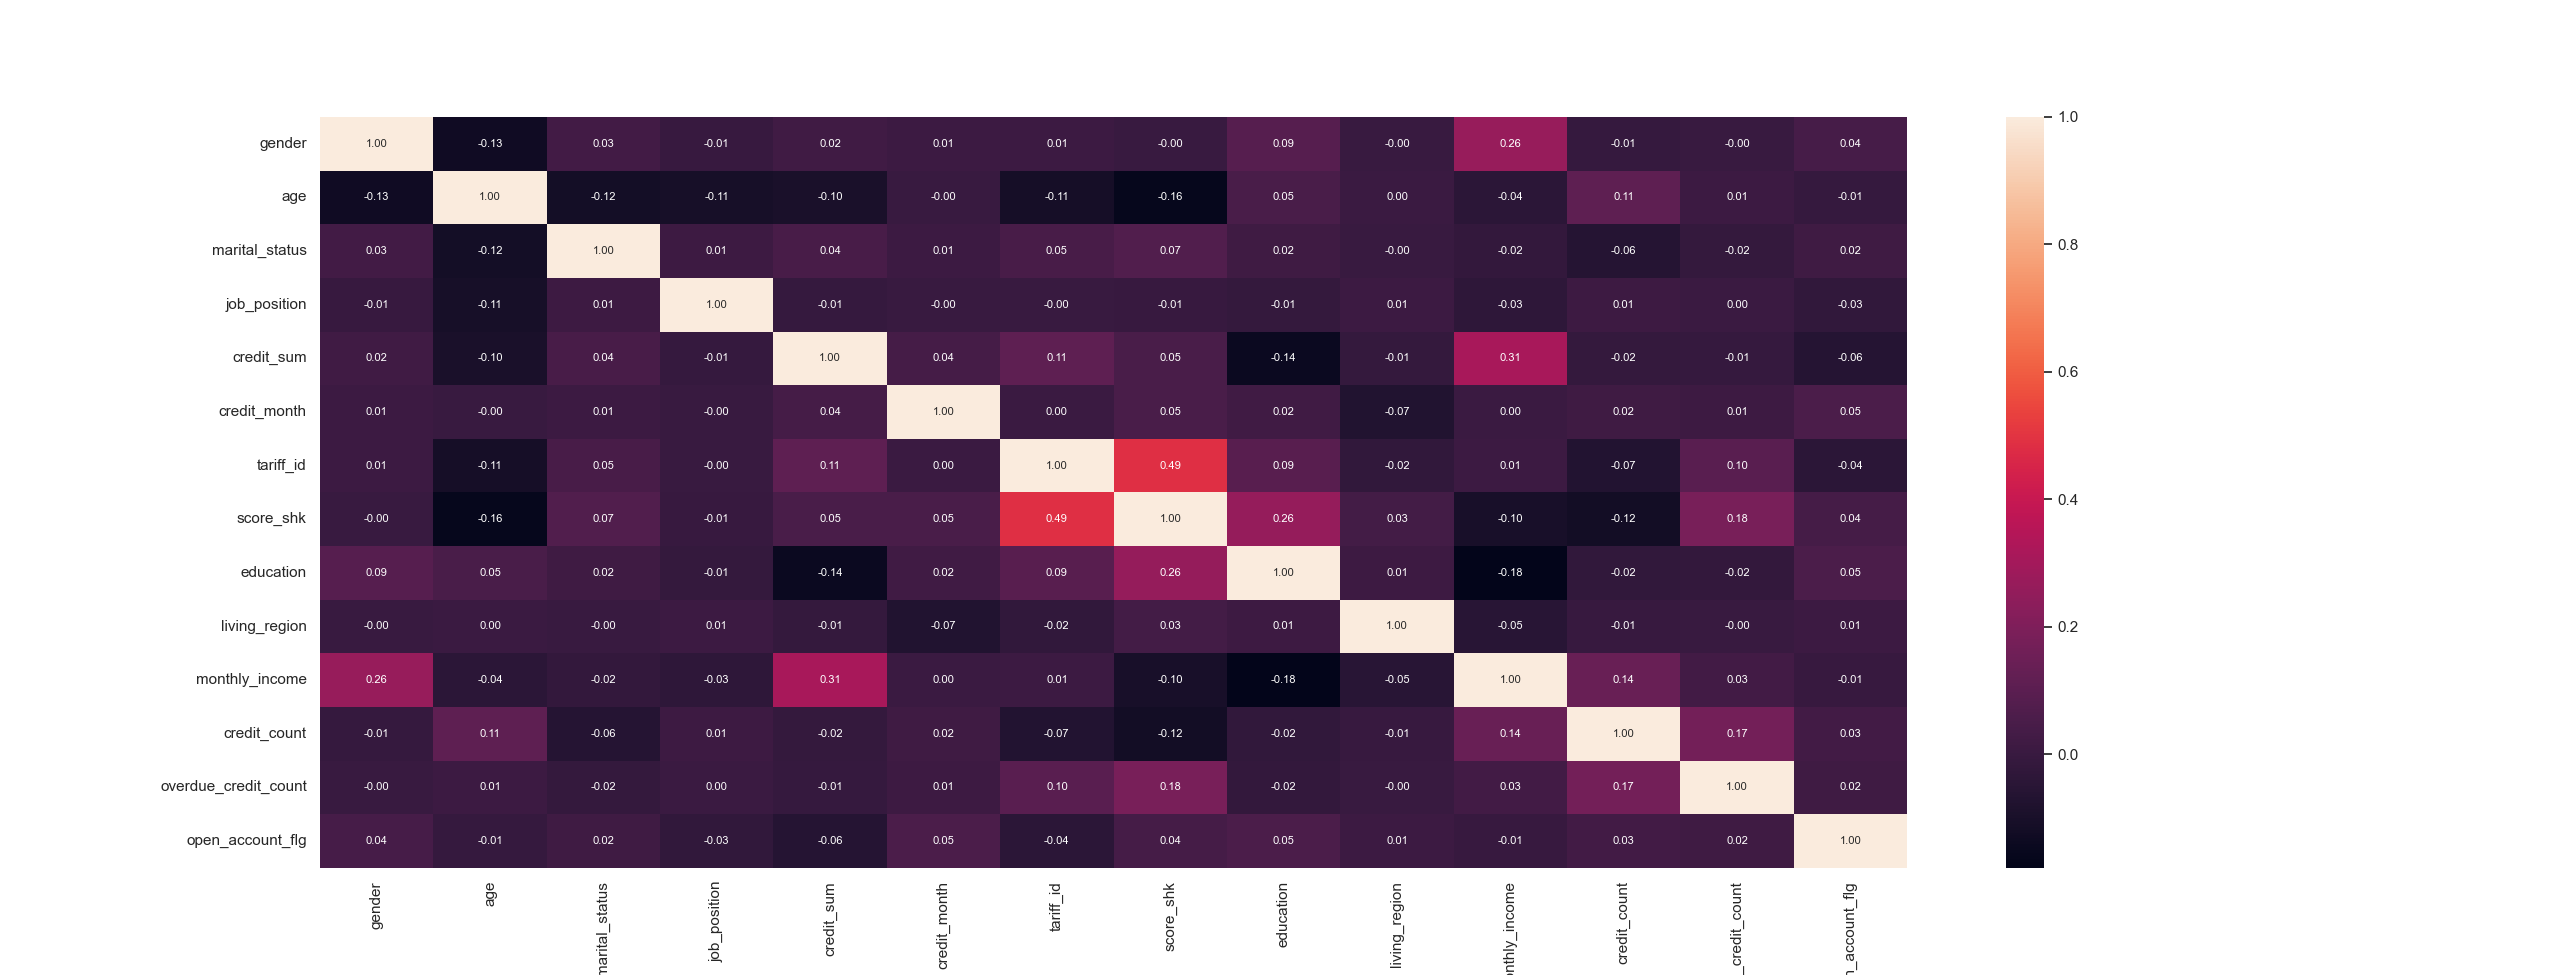 gender 1.00 -0.13 0.03 -0.01 0.02 0.01 0.01 -0.00 0.09 -0.00 0.26 -0.01 -0.00 0.04
age -0.13 1.00 -0.12 -0.11 -0.10 -0.00 -0.11 -0.16 0.05 0.00 -0.04 0.11 0.01 -0.01
marital_status 0.03 -0.12 1.00 0.01 0.04 0.01 0.05 0.07 0.02 -0.00 -0.02 -0.06 -0.02 0.02
job_position -0.01 -0.11 0.01 1.00 -0.01 -0.00 -0.00 -0.01 -0.01 0.01 -0.03 0.01 0.00 -0.03
credit_sum 0.02 -0.10 0.04 -0.01 1.00 0.04 0.11 0.05 -0.14 -0.01 0.31 -0.02 -0.01 -0.06
credit_month 0.01 -0.00 0.01 -0.00 0.04 1.00 0.00 0.05 0.02 -0.07 0.00 0.02 0.01 0.05
tariff_id 0.01 -0.11 0.05 -0.00 0.11 0.00 1.00 0.49 0.09 -0.02 0.01 -0.07 0.10 -0.04
score_shk -0.00 -0.16 0.07 -0.01 0.05 0.05 0.49 1.00 0.26 0.03 -0.10 -0.12 0.18 0.04
education 0.09 0.05 0.02 -0.01 -0.14 0.02 0.09 0.26 1.00 0.01 -0.18 -0.02 -0.02 0.05
living_region -0.00 0.00 -0.00 0.01 -0.01 -0.07 -0.02 0.03 0.01 1.00 -0.05 -0.01 -0.00 0.01
monthly_income 0.26 -0.04 -0.02 -0.03 0.31 0.00 0.01 -0.10 -0.18 -0.05 1.00 0.14 0.03 -0.01
credit_count -0.01 0.11 -0.06 0.01 -0.02 0.02 -0.07 -0.12 -0.02 -0.01 0.14 1.00 0.17 0.03
overdue_credit_count -0.00 0.01 -0.02 0.00 -0.01 0.01 0.10 0.18 -0.02 -0.00 0.03 0.17 1.00 0.02
open_account_flg 0.04 -0.01 0.02 -0.03 -0.06 0.05 -0.04 0.04 0.05 0.01 -0.01 0.03 0.02 1.00
gender
age
marital_status
job_position
credit_sum
credit_month
tariff_id
score_shk
education
living_region
onthly_income
credit_count
_credit_count
n_account_flg
1.0
0.8
0.6
0.4
0.2
0.0